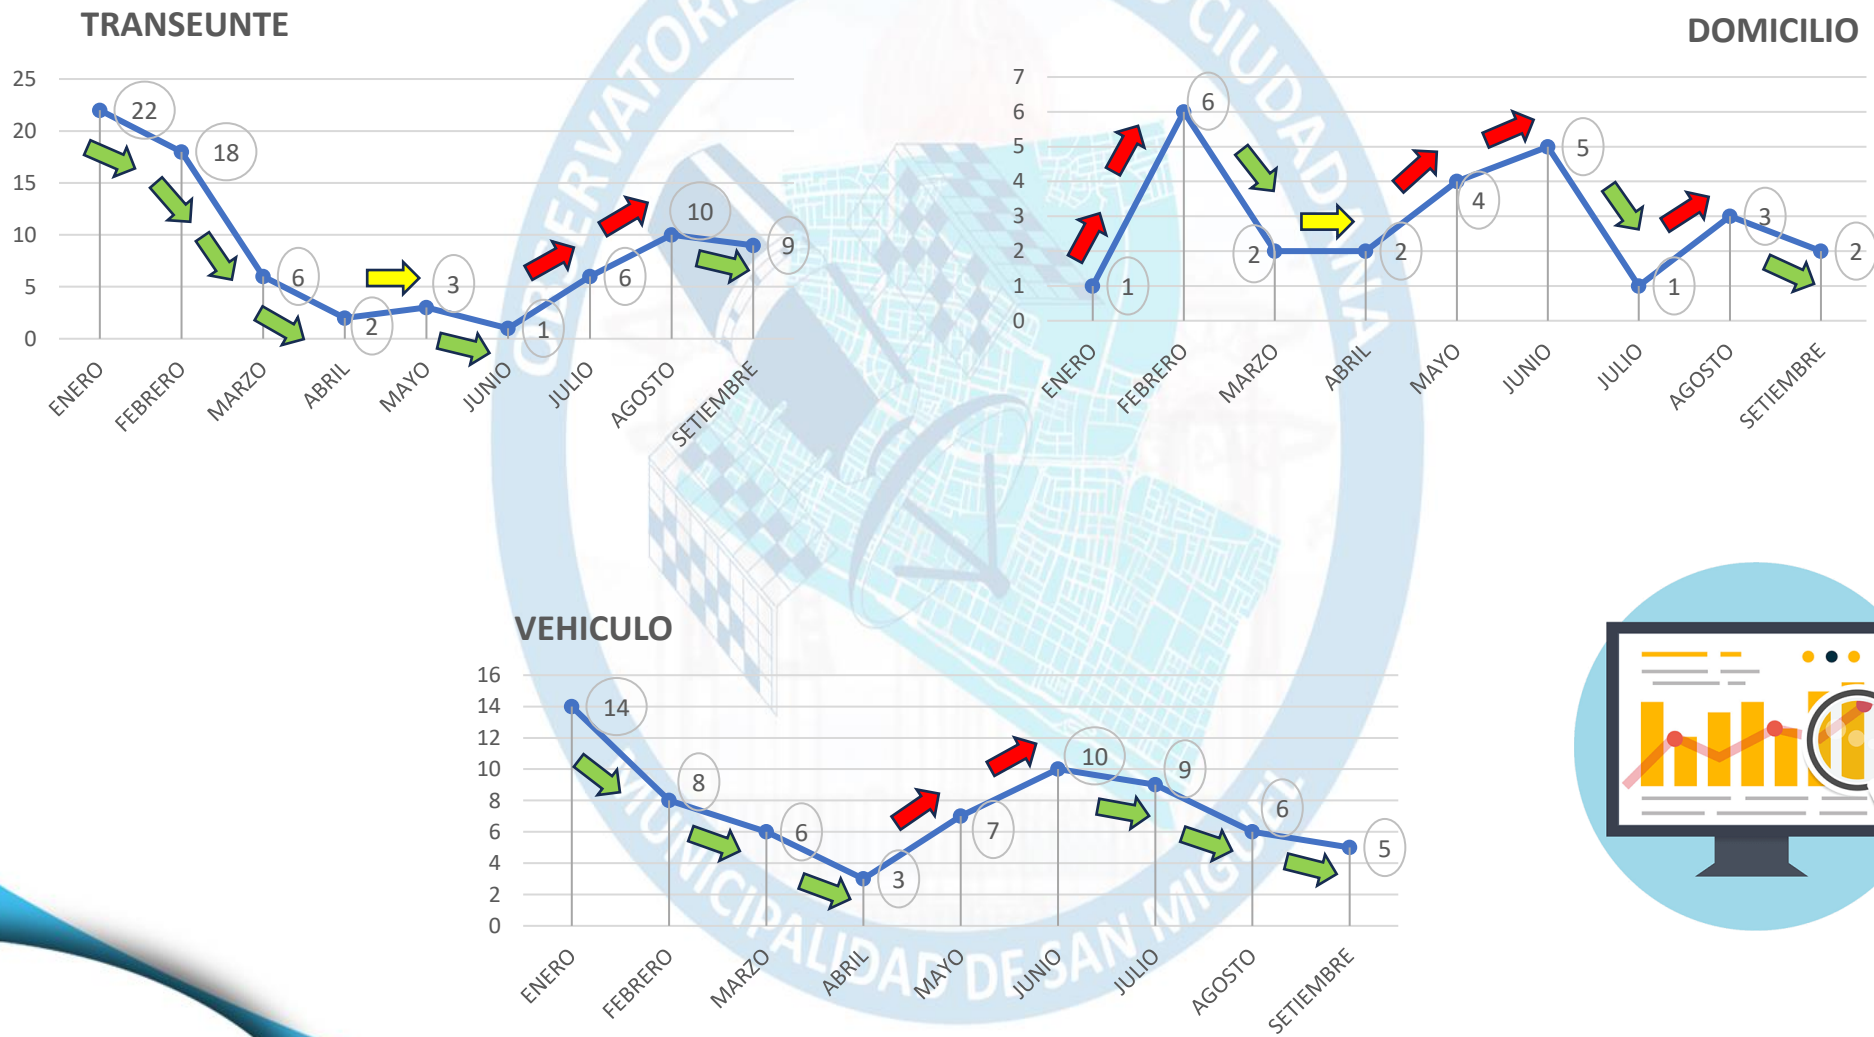 TRANSEUNTE
25
20
15
10
5
0
22
18
6
2
3
1
6
10
9
ENERO
FEBRERO
MARZO
ABRIL
MAYO
JUNIO
JULIO
AGOSTO
SETIEMBRE
DOMICILIO
7
6
5
4
3
2
1
0
1
6
2
2
4
5
1
3
2
ENERO
FEBRERO
MARZO
ABRIL
MAYO
JUNIO
JULIO
AGOSTO
SETIEMBRE
VEHICULO
16
14
12
10
8
6
4
2
0
14
8
6
3
7
10
9
6
5
ENERO
FEBRERO
MARZO
ABRIL
MAYO
JUNIO
JULIO
AGOSTO
SETIEMBRE
CIUDADANA
MUNICIPALIDAD DE SAN